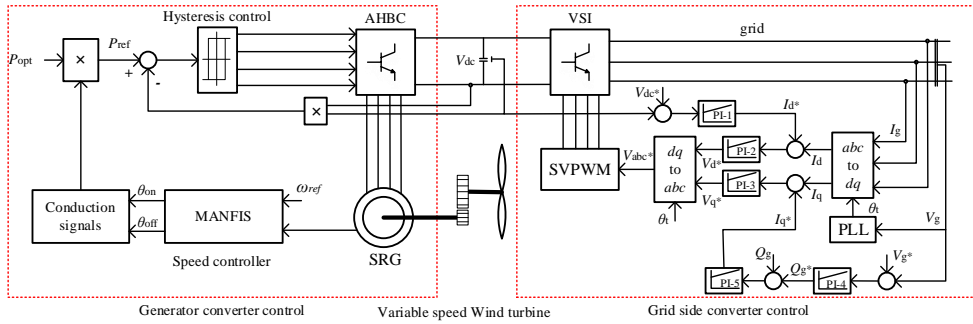 Hysteresis control
AHBC
VSI
grid
P_opt
×
P_ref
+
-
V_dc
×
V_dc*
PI-1
I_d*
I_g
V_abc*
SVPWM
dq
to
abc
V_d*
PI-2
I_d
V_q*
PI-3
I_q
abc
to
dq
θ_t
I_q*
θ_t
PLL
V_g
Conduction
signals
θ_on
θ_off
MANFIS
ω_ref
Speed controller
SRG
PI-5
Q_g
Q_g*
PI-4
V_g*
Generator converter control
Variable speed Wind turbine
Grid side converter control